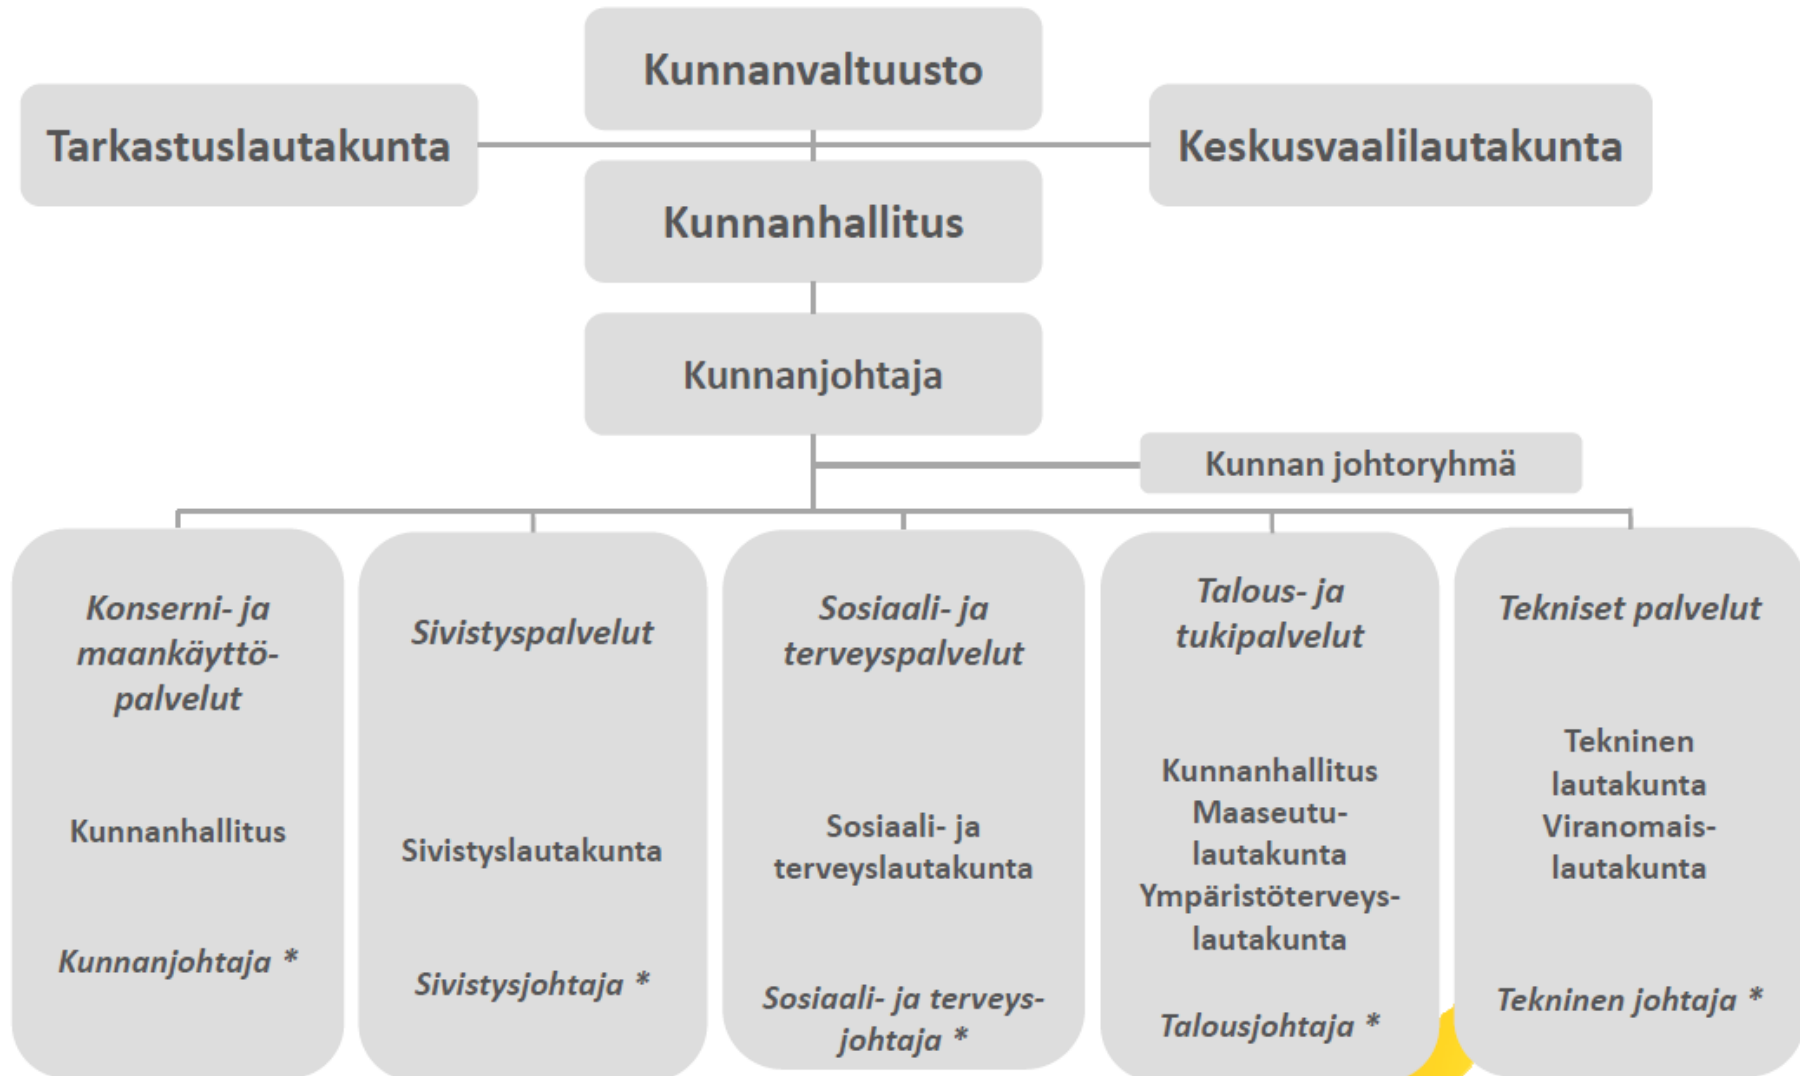 Kunnanvaltuusto
Tarkastuslautakunta
Keskusvaalilautakunta
Kunnanhallitus
Kunnanjohtaja
Kunnan johtoryhmä
Konserni- ja
maankäyttö-
palvelut
Kunnanhallitus
Kunnanjohtaja *
Sivistyspalvelut
Sivistyslautakunta
Sivistysjohtaja *
Sosiaali- ja
terveyspalvelut
Sosiaali- ja
terveyslautakunta
Sosiaali- ja terveys-
johtaja *
Talous- ja
tukipalvelut
Kunnanhallitus
Maaseutu-
lautakunta
Ympäristöterveys-
lautakunta
Talousjohtaja *
Tekniset palvelut
Tekninen
lautakunta
Viranomais-
lautakunta
Tekninen johtaja *